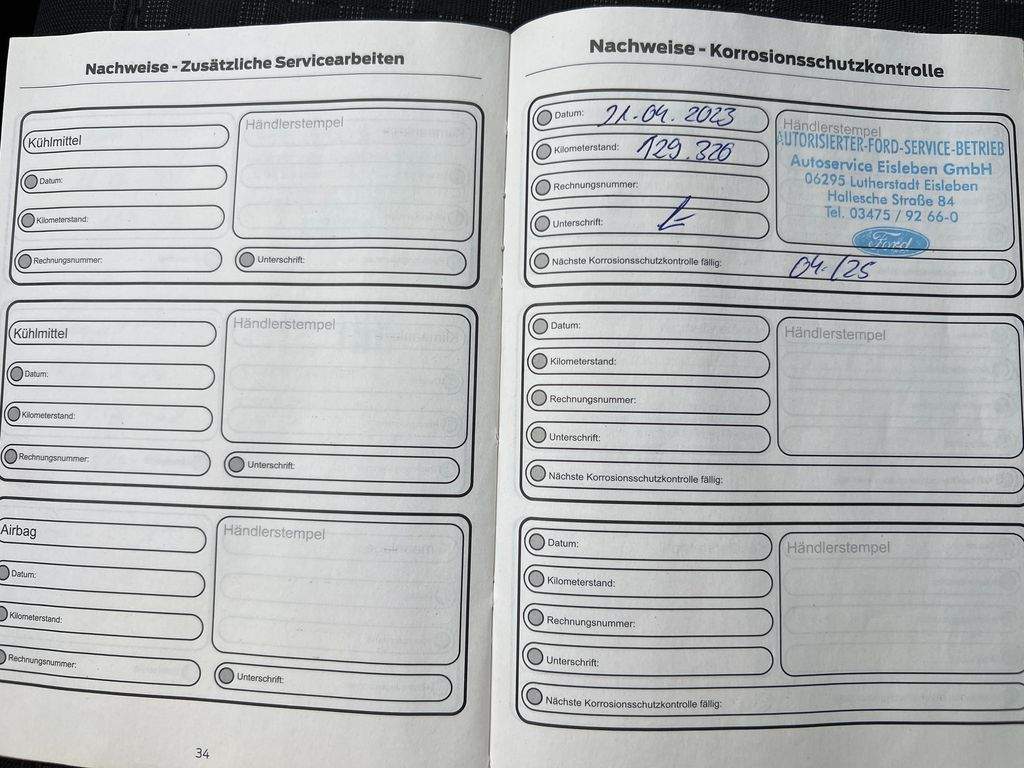 Nachweise - Zusätzliche Servicearbeiten
Kühlmittel
Händlerstempel
Datum:
Kilometerstand:
Rechnungsnummer:
Unterschrift:
Kühlmittel
Händlerstempel
Datum:
Kilometerstand:
Rechnungsnummer:
Unterschrift:
Airbag
Händlerstempel
Datum:
Kilometerstand:
Rechnungsnummer:
Unterschrift:
34
Nachweise - Korrosionsschutzkontrolle
Datum: 21.04.2023
Kilometerstand: 129.326
Rechnungsnummer:
Unterschrift:
Händlerstempel
AUTORISIERTER-FORD-SERVICE-BETRIEB
Autoservice Eisleben GmbH
06295 Lutherstadt Eisleben
Hallesche Straße 84
Tel. 03475 / 92 66-0
Ford
Nächste Korrosionsschutzkontrolle fällig: 04./25
Datum:
Händlerstempel
Kilometerstand:
Rechnungsnummer:
Unterschrift:
Nächste Korrosionsschutzkontrolle fällig:
Datum:
Händlerstempel
Kilometerstand:
Rechnungsnummer:
Unterschrift:
Nächste Korrosionsschutzkontrolle fällig: